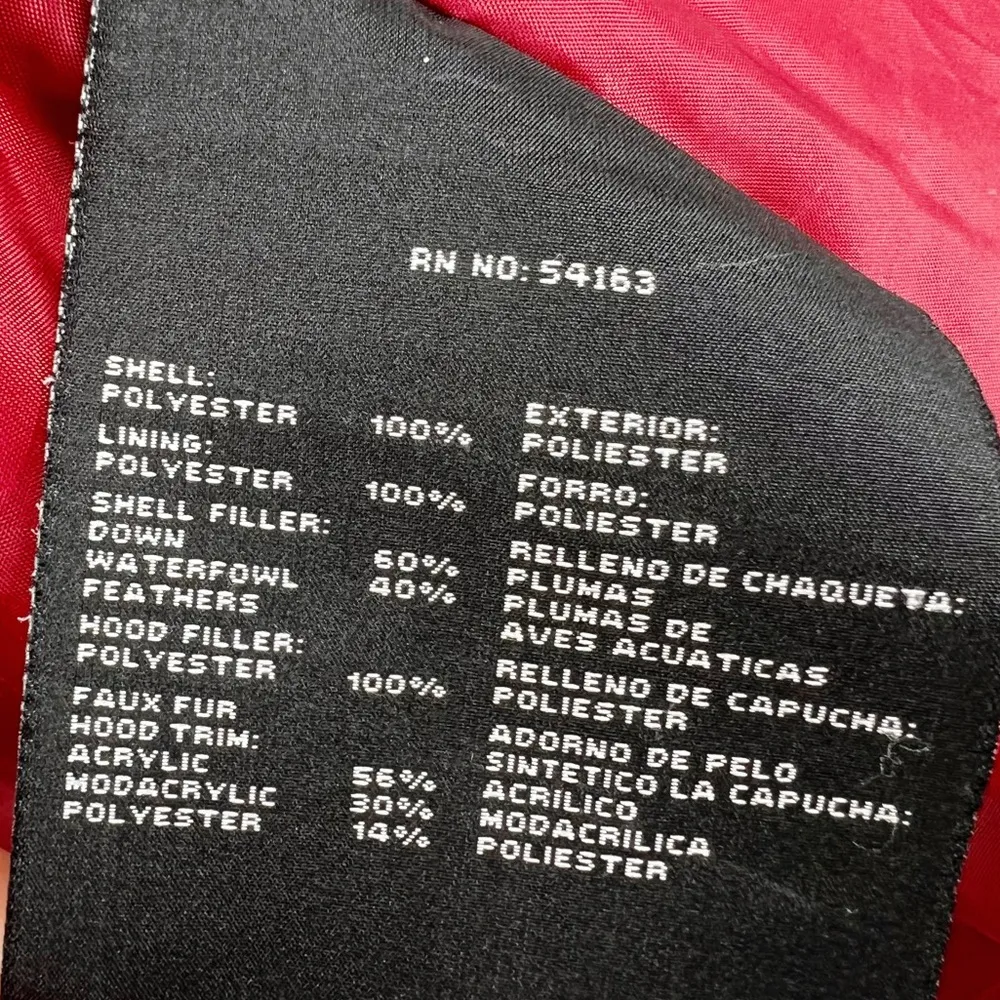 RN NO: 54163
SHELL:
POLYESTER 100%
LINING:
POLYESTER 100%
SHELL FILLER:
DOWN 60%
WATERFOWL 40%
FEATHERS
HOOD FILLER:
POLYESTER 100%
FAUX FUR
HOOD TRIM:
ACRYLIC 56%
MODACRYLIC 30%
POLYESTER 14%
EXTERIOR:
POLIESTER
FORRO:
POLIESTER
RELLENO DE CHAQUETA:
PLUMAS
PLUMAS DE
AVES ACUÁTICAS
RELLENO DE CAPUCHA:
POLIESTER
ADORNO DE PELO
SINTETICO LA CAPUCHA:
ACRILICO
MODACRILICA
POLIESTER